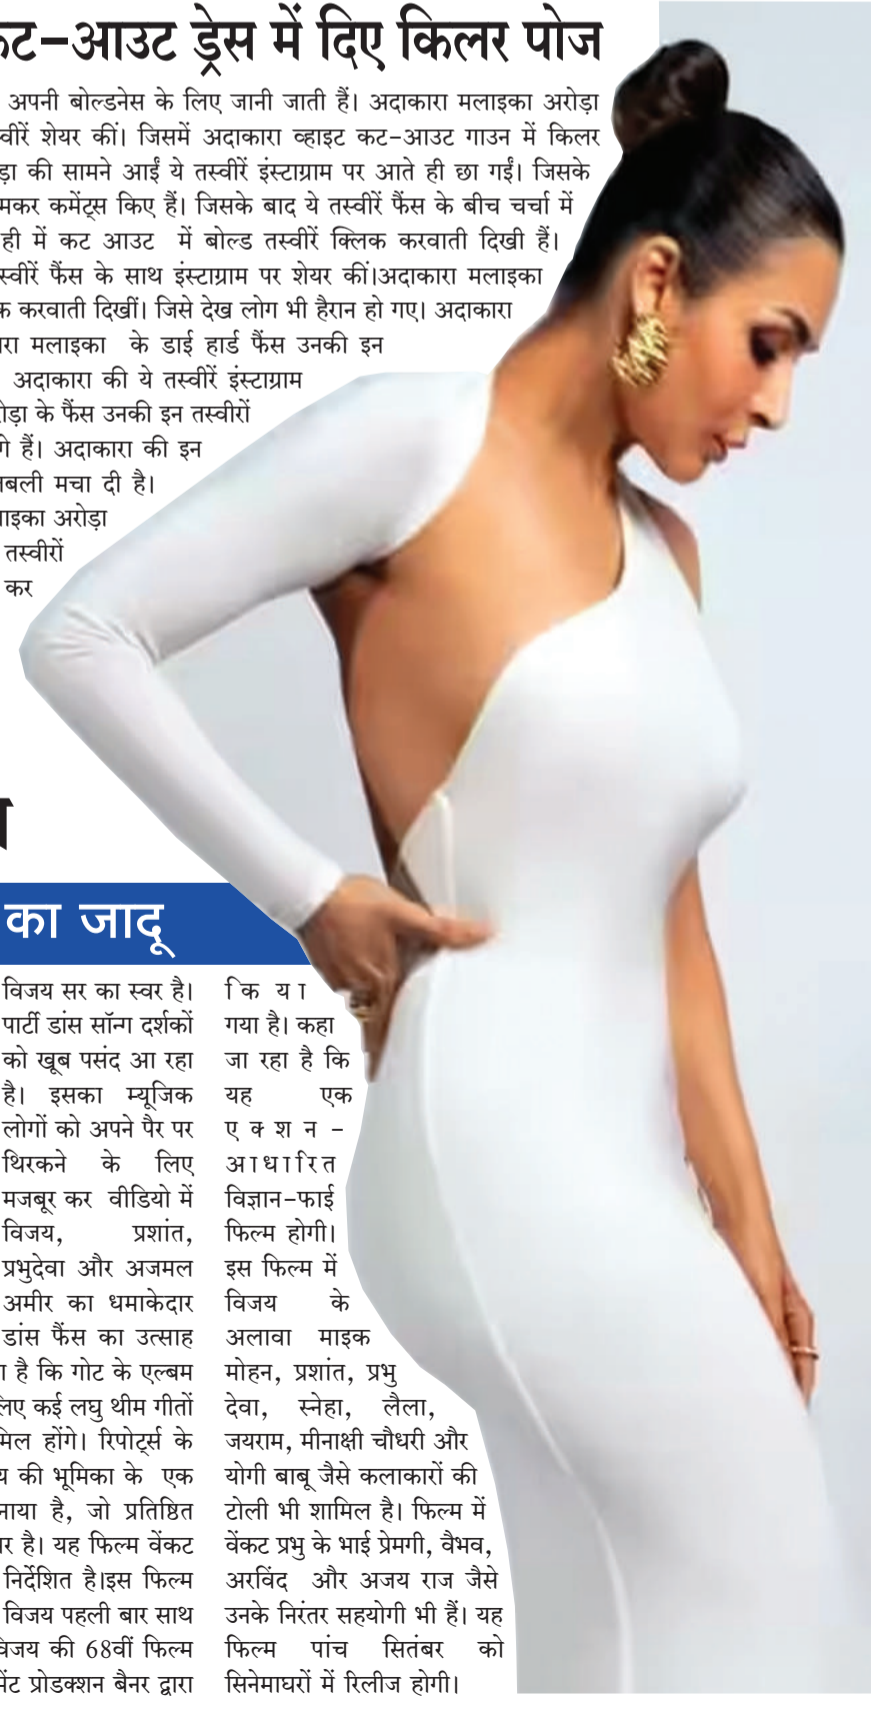 कट-आउट ड्रेस में दिए किलर पोज
अपनी बोल्डनेस के लिए जानी जाती हैं। अदाकारा मलाइका अरोड़ा
स्वीरें शेयर कीं। जिसमें अदाकारा व्हाइट कट-आउट गाउन में किलर
ड़ा की सामने आईं ये तस्वीरें इंस्टाग्राम पर आते ही छा गईं। जिसके
मकर कमेंट्स किए हैं। जिसके बाद ये तस्वीरें फैंस के बीच चर्चा में
ही में कट आउट में बोल्ड तस्वीरें क्लिक करवाती दिखी हैं।
स्वीरें फैंस के साथ इंस्टाग्राम पर शेयर कीं।अदाकारा मलाइका
क करवाती दिखीं। जिसे देख लोग भी हैरान हो गए। अदाकारा
रा मलाइका के डाई हार्ड फैंस उनकी इन
अदाकारा की ये तस्वीरें इंस्टाग्राम
रोड़ा के फैंस उनकी इन तस्वीरों
गे हैं। अदाकारा की इन
बली मचा दी है।
ाइका अरोड़ा
तस्वीरों
कर
का जादू
विजय सर का स्वर है।
पार्टी डांस सॉन्ग दर्शकों
को खूब पसंद आ रहा
है। इसका म्यूजिक
लोगों को अपने पैर पर
थिरकने के लिए
मजबूर कर वीडियो में
विजय, प्रशांत,
प्रभुदेवा और अजमल
अमीर का धमाकेदार
डांस फैंस का उत्साह
ा है कि गोट के एल्बम
लिए कई लघु थीम गीतों
मिल होंगे। रिपोर्ट्स के
य की भूमिका के एक
नाया है, जो प्रतिष्ठित
र है। यह फिल्म वेंकट
निर्देशित है।इस फिल्म
विजय पहली बार साथ
विजय की 68वीं फिल्म
मेंट प्रोडक्शन बैनर द्वारा
किया
गया है। कहा
जा रहा है कि
यह एक
एक्शन-
आधारित
विज्ञान-फाई
फिल्म होगी।
इस फिल्म में
विजय के
अलावा माइक
मोहन, प्रशांत, प्रभु
देवा, स्नेहा, लैला,
जयराम, मीनाक्षी चौधरी और
योगी बाबू जैसे कलाकारों की
टोली भी शामिल है। फिल्म में
वेंकट प्रभु के भाई प्रेमगी, वैभव,
अरविंद और अजय राज जैसे
उनके निरंतर सहयोगी भी हैं। यह
फिल्म पांच सितंबर को
सिनेमाघरों में रिलीज होगी।